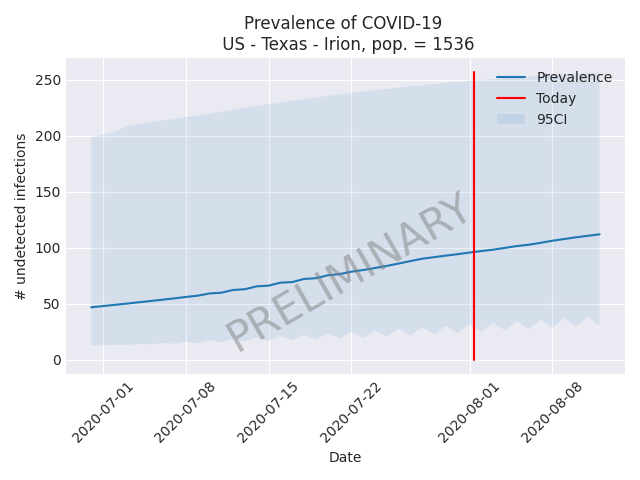 Prevalence of COVID-19
US - Texas - Irion, pop. = 1536
250
200
150
100
50
0
# undetected infections
Prevalence
Today
95CI
PRELIMINARY
2020-07-01
2020-07-08
2020-07-15
2020-07-22
2020-08-01
2020-08-08
Date